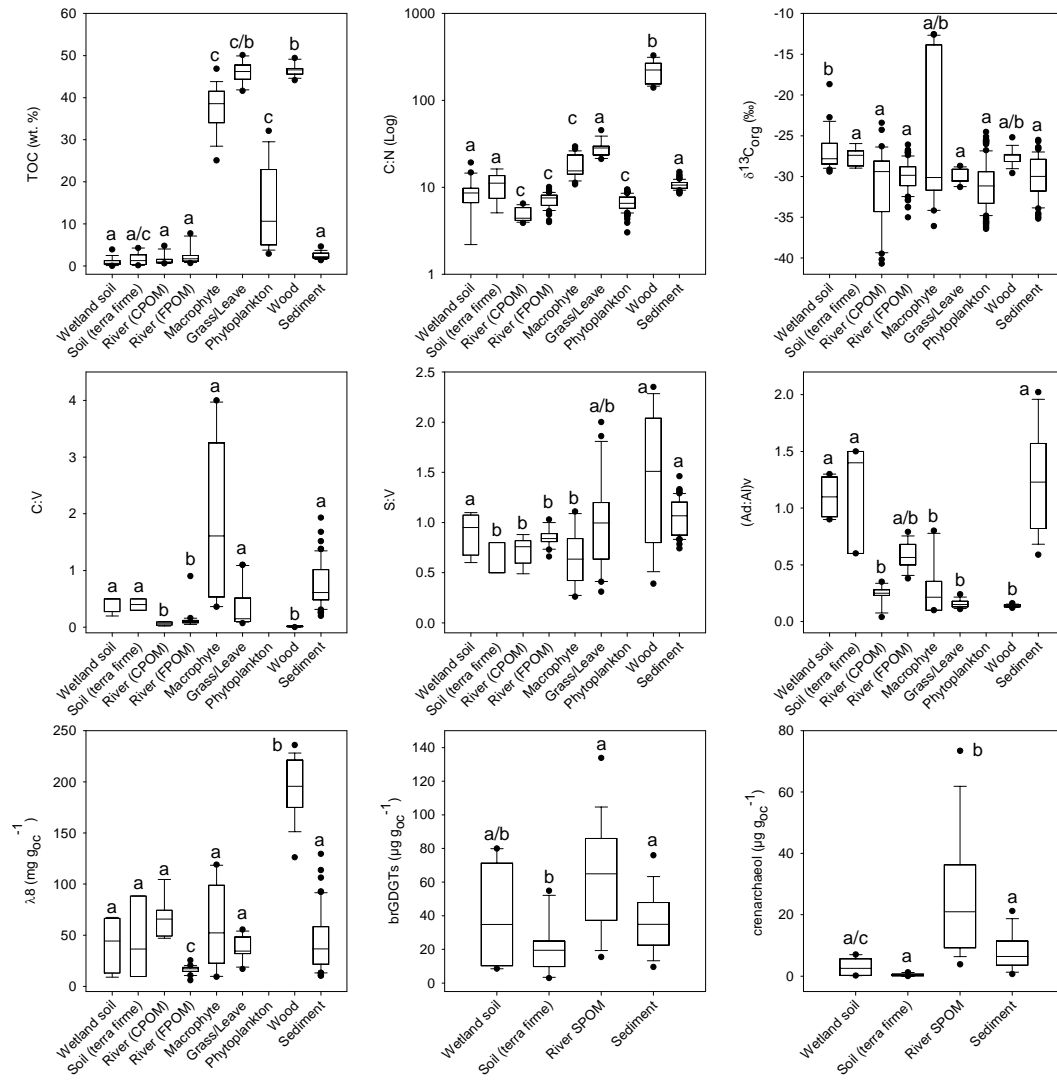 60
50
40
30
20
10
0
TOC (wt. %)
a
a/c
a
a
c
c/b
c
b
a
Wetland soil
Soil (terra firme)
River (CPOM)
River (FPOM)
Macrophyte
Grass/Leave
Phytoplankton
Wood
Sediment
1000
100
10
1
C:N (Log)
a
a
c
c
c
a
c
b
a
Wetland soil
Soil (terra firme)
River (CPOM)
River (FPOM)
Macrophyte
Grass/Leave
Phytoplankton
Wood
Sediment
-10
-15
-20
-25
-30
-35
-40
δ¹³Corg (‰)
b
a
a
a
a/b
a
a
a/b
a
Wetland soil
Soil (terra firme)
River (CPOM)
River (FPOM)
Macrophyte
Grass/Leave
Phytoplankton
Wood
Sediment
4
3
2
1
0
C:V
a
a
b
b
a
a
b
a
Wetland soil
Soil (terra firme)
River (CPOM)
River (FPOM)
Macrophyte
Grass/Leave
Phytoplankton
Wood
Sediment
2.5
2.0
1.5
1.0
0.5
0.0
S:V
a
b
b
b
b
a/b
a
a
Wetland soil
Soil (terra firme)
River (CPOM)
River (FPOM)
Macrophyte
Grass/Leave
Phytoplankton
Wood
Sediment
2.0
1.5
1.0
0.5
0.0
(Ad:Al)v
a
a
b
a/b
b
b
b
a
Wetland soil
Soil (terra firme)
River (CPOM)
River (FPOM)
Macrophyte
Grass/Leave
Phytoplankton
Wood
Sediment
250
200
150
100
50
0
λ8 (mg goc⁻¹)
a
a
a
c
a
a
b
a
Wetland soil
Soil (terra firme)
River (CPOM)
River (FPOM)
Macrophyte
Grass/Leave
Phytoplankton
Wood
Sediment
140
120
100
80
60
40
20
0
brGDGTs (µg goc⁻¹)
a/b
b
a
a
Wetland soil
Soil (terra firme)
River SPOM
Sediment
80
60
40
20
0
crenarchaeol (µg goc⁻¹)
a/c
a
b
a
Wetland soil
Soil (terra firme)
River SPOM
Sediment